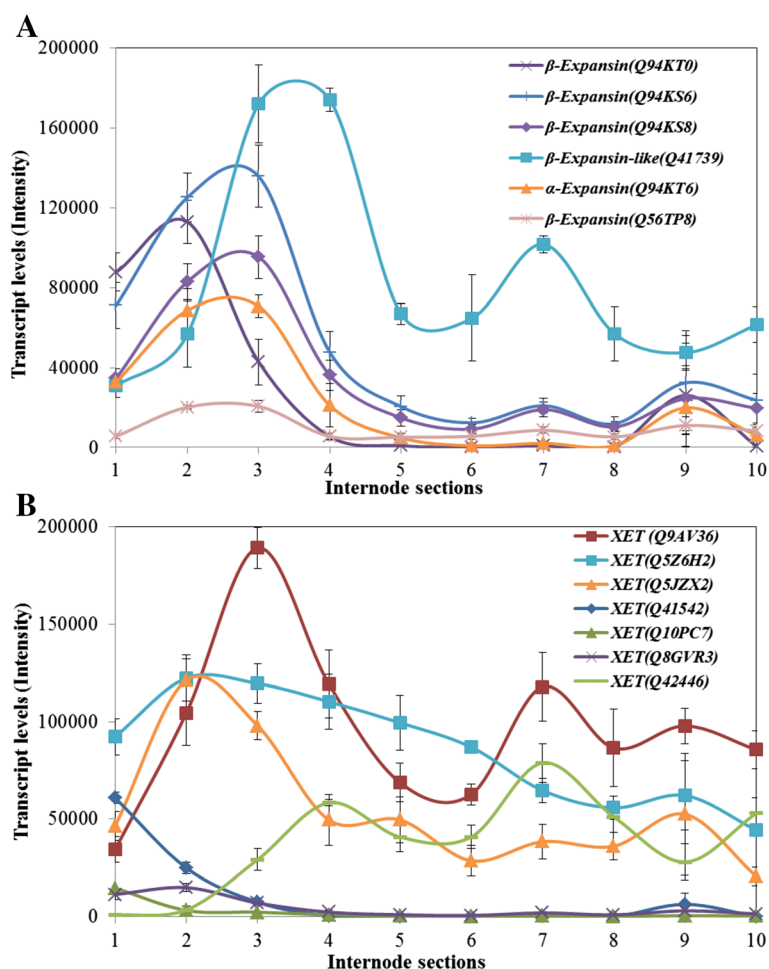 A
200000
160000
120000
80000
40000
0
Transcript levels (Intensity)
β-Expansin(Q94KT0)
β-Expansin(Q94KS6)
β-Expansin(Q94KS8)
β-Expansin-like(Q41739)
α-Expansin(Q94KT6)
β-Expansin(Q56TP8)
1 2 3 4 5 6 7 8 9 10
Internode sections
B
200000
150000
100000
50000
0
Transcript levels (Intensity)
XET (Q9AV36)
XET(Q5Z6H2)
XET(Q5JZX2)
XET(Q41542)
XET(Q10PC7)
XET(Q8GVR3)
XET(Q42446)
1 2 3 4 5 6 7 8 9 10
Internode sections